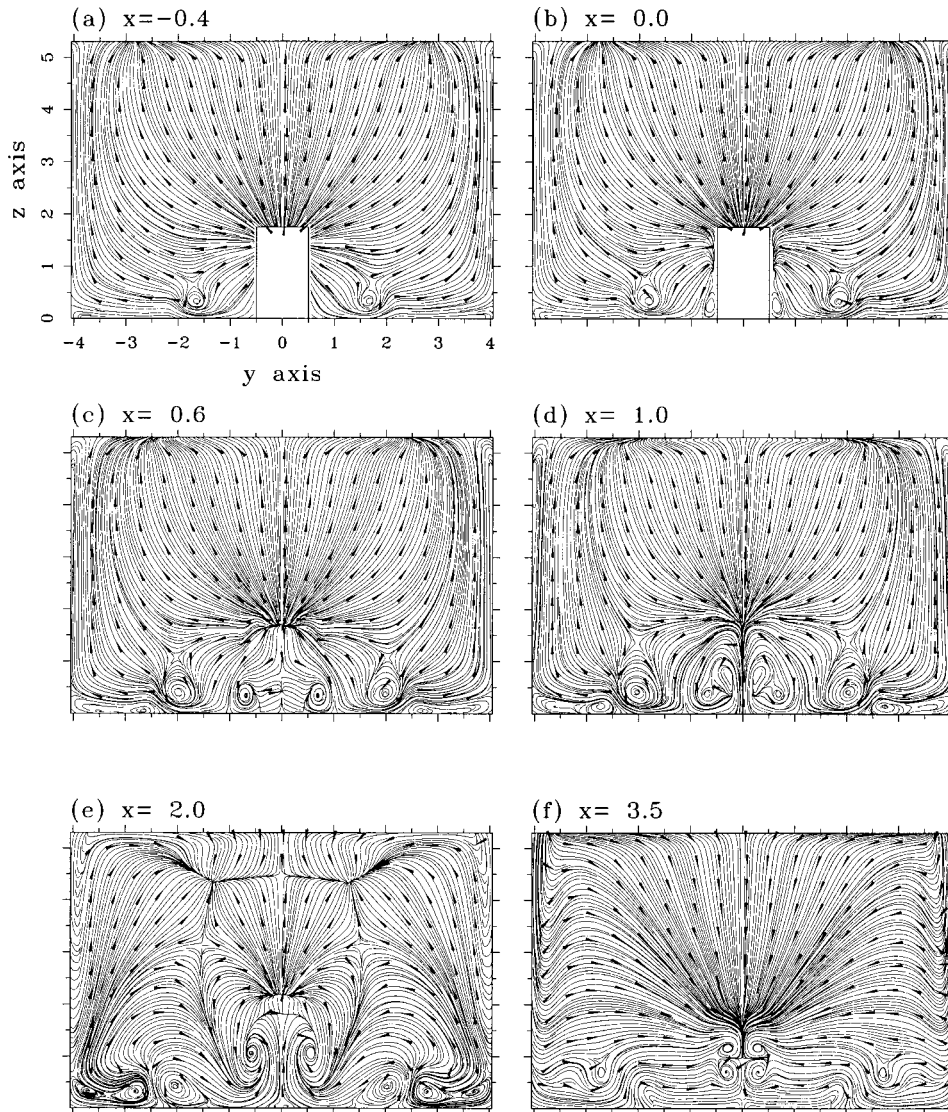 (a) x=−0.4
(b) x= 0.0
5
4
3
2
1
0
z axis
−4 −3 −2 −1 0 1 2 3 4
y axis
(c) x= 0.6
(d) x= 1.0
(e) x= 2.0
(f) x= 3.5